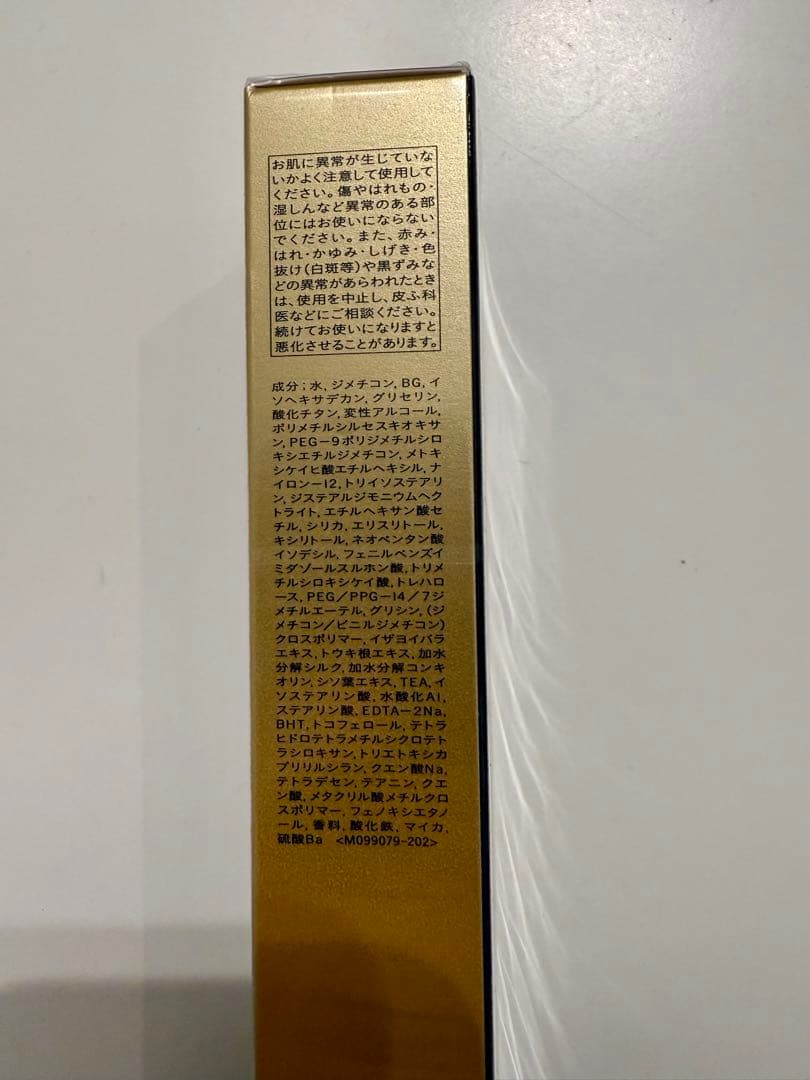 お肌に異常が生じていな
いかよく注意して使用して
ください。傷やはれもの・
湿しんなど異常のある部
位にはお使いにならない
でください。また、赤み・
はれ・かゆみ・しげき・色
抜け(白斑等)や黒ずみな
どの異常があらわれたとき
は、使用を中止し、皮ふ科
医などにご相談ください。
続けてお使いになりますと
悪化させることがあります。
成分；水, ジメチコン, BG, イ
ソヘキサデカン, グリセリン,
酸化チタン, 変性アルコール,
ポリメチルシルセスキオキサ
ン, PEG－9ポリジメチルシロ
キシエチルジメチコン, メトキ
シケイヒ酸エチルヘキシル, ナ
イロン－12, トリイソステアリ
ン, ジステアルジモニウムヘク
トライト, エチルヘキサン酸セ
チル, シリカ, エリスリトール,
キシリトール, ネオペンタン酸
イソデシル, フェニルベンズイ
ミダゾールスルホン酸, トリメ
チルシロキシケイ酸, トレハロ
ース, PEG／PPG－14／7ジ
メチルエーテル, グリシン, (ジ
メチコン／ビニルジメチコン)
クロスポリマー, イザヨイバラ
エキス, トウキ根エキス, 加水
分解シルク, 加水分解コンキ
オリン, シソ葉エキス, TEA, イ
ソステアリン酸, 水酸化Al,
ステアリン酸, EDTA－2Na,
BHT, トコフェロール, テトラ
ヒドロテトラメチルシクロテト
ラシロキサン, トリエトキシカ
プリリルシラン, クエン酸Na,
テトラデセン, テアニン, クエ
ン酸, メタクリル酸メチルクロ
スポリマー, フェノキシエタノ
ール, 香料, 酸化鉄, マイカ,
硫酸Ba <M099079-202>